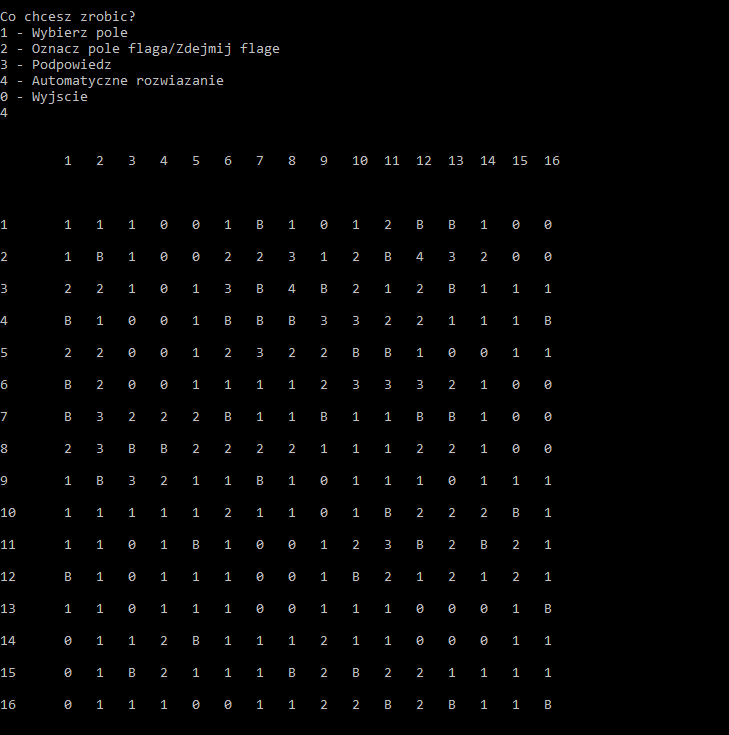 Co chcesz zrobic?
1 - Wybierz pole
2 - Oznacz pole flaga/Zdejmij flage
3 - Podpowiedz
4 - Automatyczne rozwiazanie
0 - Wyjscie
4
1 2 3 4 5 6 7 8 9 10 11 12 13 14 15 16
1 1 1 1 0 0 1 B 1 0 1 2 B B 1 0 0
2 1 B 1 0 0 2 2 3 1 2 B 4 3 2 0 0
3 2 2 1 0 1 3 B 4 B 2 1 2 B 1 1 1
4 B 1 0 0 1 B B B 3 3 2 2 1 1 1 B
5 2 2 0 0 1 2 3 2 2 B B 1 0 0 1 1
6 B 2 0 0 1 1 1 1 2 3 3 3 2 1 0 0
7 B 3 2 2 2 B 1 1 B 1 1 B B 1 0 0
8 2 3 B B 2 2 2 2 1 1 1 2 2 1 0 0
9 1 B 3 2 1 1 B 1 0 1 1 1 0 1 1 1
10 1 1 1 1 1 2 1 1 0 1 B 2 2 2 B 1
11 1 1 0 1 B 1 0 0 1 2 3 B 2 B 2 1
12 B 1 0 1 1 1 0 0 1 B 2 1 2 1 2 1
13 1 1 0 1 1 1 0 0 1 1 1 0 0 0 1 B
14 0 1 1 2 B 1 1 1 2 1 1 0 0 0 1 1
15 0 1 B 2 1 1 1 B 2 B 2 2 1 1 1 1
16 0 1 1 1 0 0 1 1 2 2 B 2 B 1 1 B